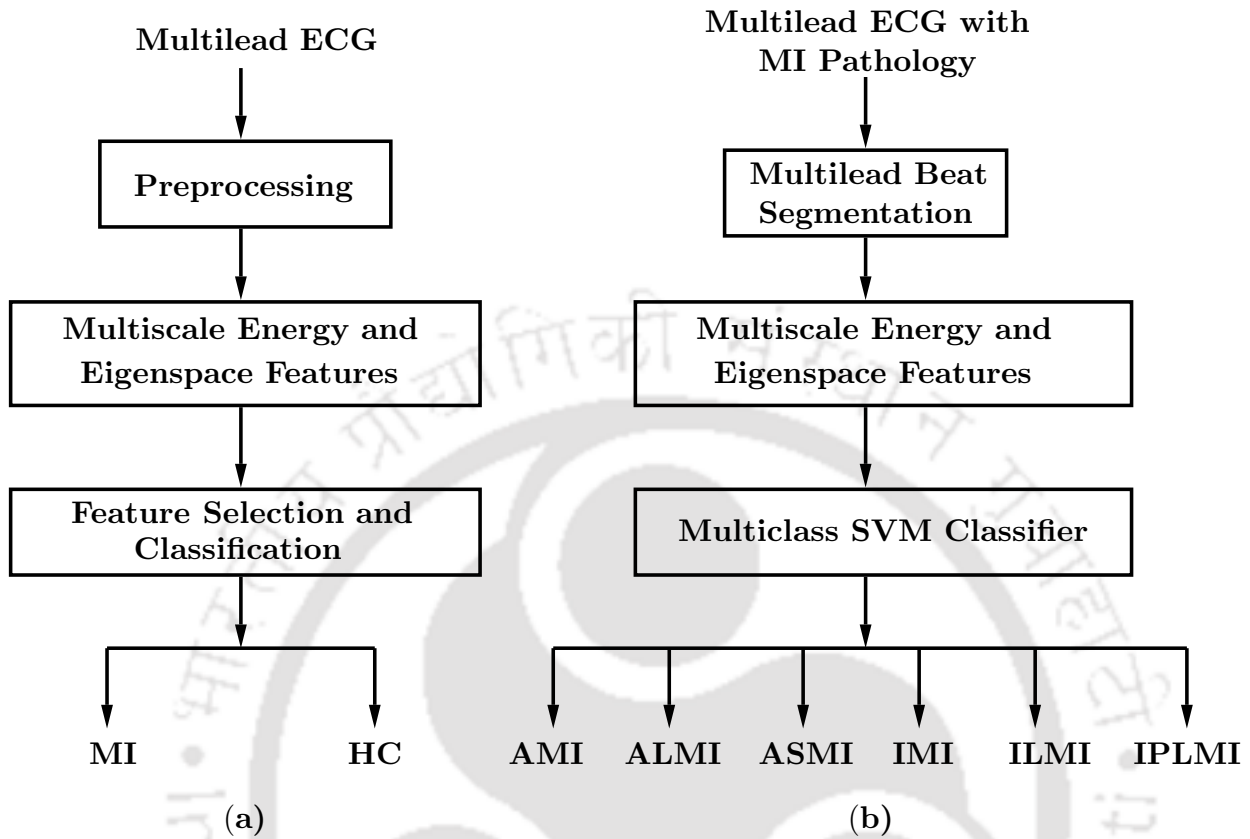 Multilead ECG
Preprocessing
Multiscale Energy and
Eigenspace Features
Feature Selection and
Classification
MI HC
(a)
Multilead ECG with
MI Pathology
Multilead Beat
Segmentation
Multiscale Energy and
Eigenspace Features
Multiclass SVM Classifier
AMI ALMI ASMI IMI ILMI IPLMI
(b)